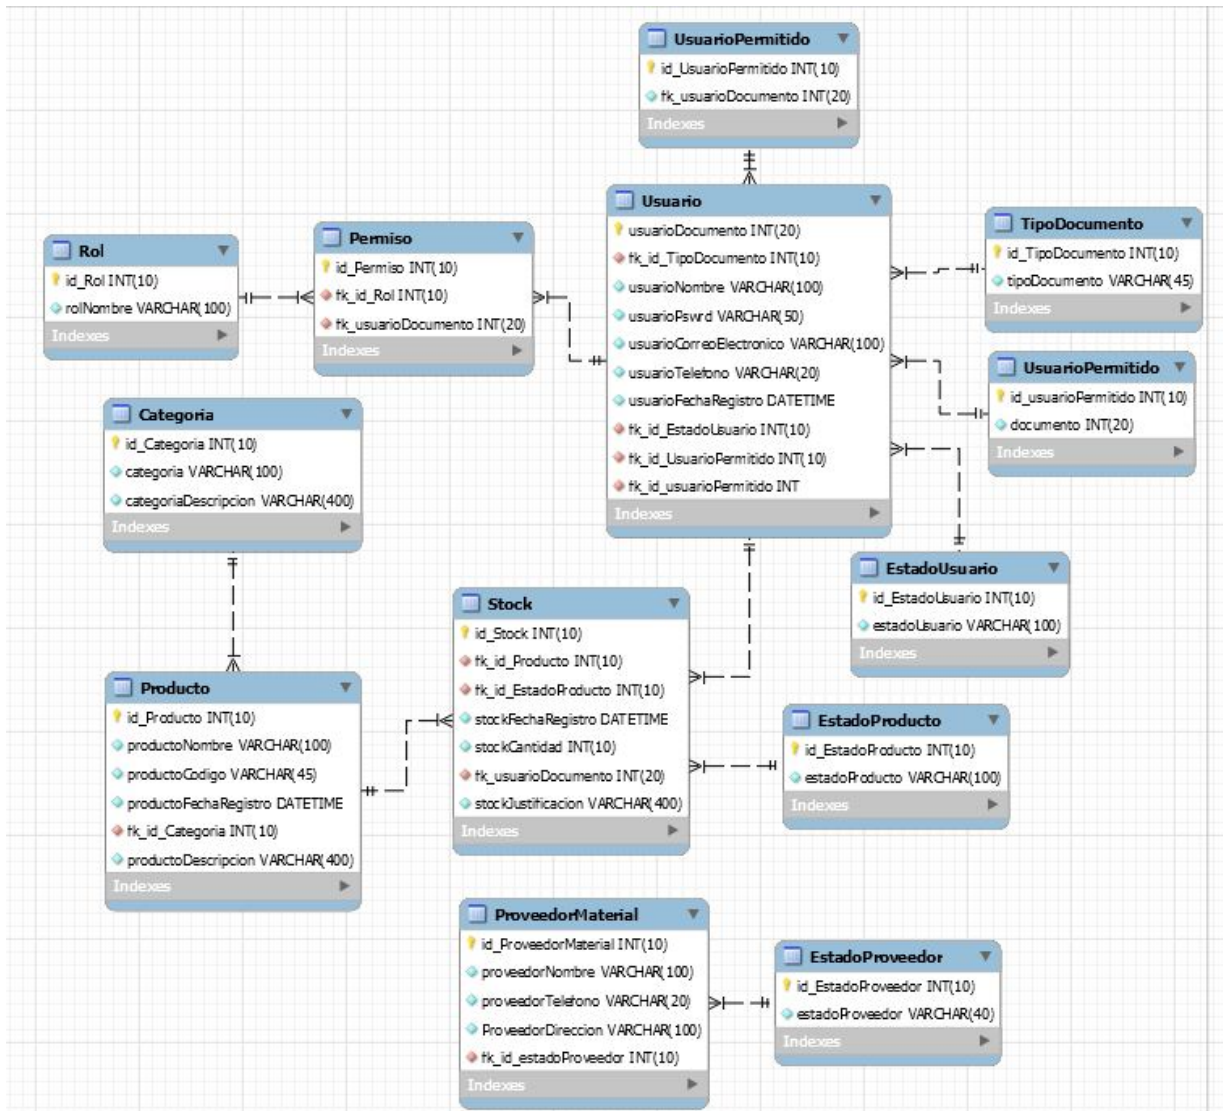 UsuarioPermitido
id_UsuarioPermitido INT(10)
fk_usuarioDocumento INT(20)
Indexes
Usuario
usuarioDocumento INT(20)
fk_id_TipoDocumento INT(10)
usuarioNombre VARCHAR(100)
usuarioPswrd VARCHAR(50)
usuarioCorreoElectronico VARCHAR(100)
usuarioTelefono VARCHAR(20)
usuarioFechaRegistro DATETIME
fk_id_EstadoUsuario INT(10)
fk_id_UsuarioPermitido INT(10)
fk_id_usuarioPermitido INT
Indexes
TipoDocumento
id_TipoDocumento INT(10)
tipoDocumento VARCHAR(45)
Indexes
Rol
id_Rol INT(10)
rolNombre VARCHAR(100)
Indexes
Permiso
id_Permiso INT(10)
fk_id_Rol INT(10)
fk_usuarioDocumento INT(20)
Indexes
UsuarioPermitido
id_usuarioPermitido INT(10)
documento INT(20)
Indexes
Categoria
id_Categoria INT(10)
categoria VARCHAR(100)
categoriaDescripcion VARCHAR(400)
Indexes
EstadoUsuario
id_EstadoUsuario INT(10)
estadoUsuario VARCHAR(100)
Indexes
Stock
id_Stock INT(10)
fk_id_Producto INT(10)
fk_id_EstadoProducto INT(10)
stockFechaRegistro DATETIME
stockCantidad INT(10)
fk_usuarioDocumento INT(20)
stockJustificacion VARCHAR(400)
Indexes
Producto
id_Producto INT(10)
productoNombre VARCHAR(100)
productoCodigo VARCHAR(45)
productoFechaRegistro DATETIME
fk_id_Categoria INT(10)
productoDescripcion VARCHAR(400)
Indexes
EstadoProducto
id_EstadoProducto INT(10)
estadoProducto VARCHAR(100)
Indexes
ProveedorMaterial
id_ProveedorMaterial INT(10)
proveedorNombre VARCHAR(100)
proveedorTelefono VARCHAR(20)
ProveedorDireccion VARCHAR(100)
fk_id_estadoProveedor INT(10)
Indexes
EstadoProveedor
id_EstadoProveedor INT(10)
estadoProveedor VARCHAR(40)
Indexes